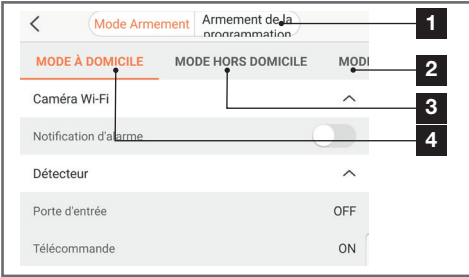 Mode Armement
Armement de la
programmation
1
MODE À DOMICILE
MODE HORS DOMICILE
MODE
2
Caméra Wi-Fi
3
Notification d'alarme
4
Détecteur
Porte d'entrée
OFF
Télécommande
ON